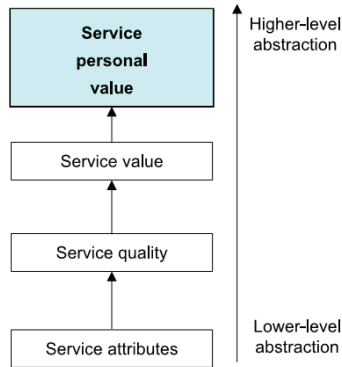 Service
personal
value
Higher-level
abstraction
Service value
Service quality
Service attributes
Lower-level
abstraction